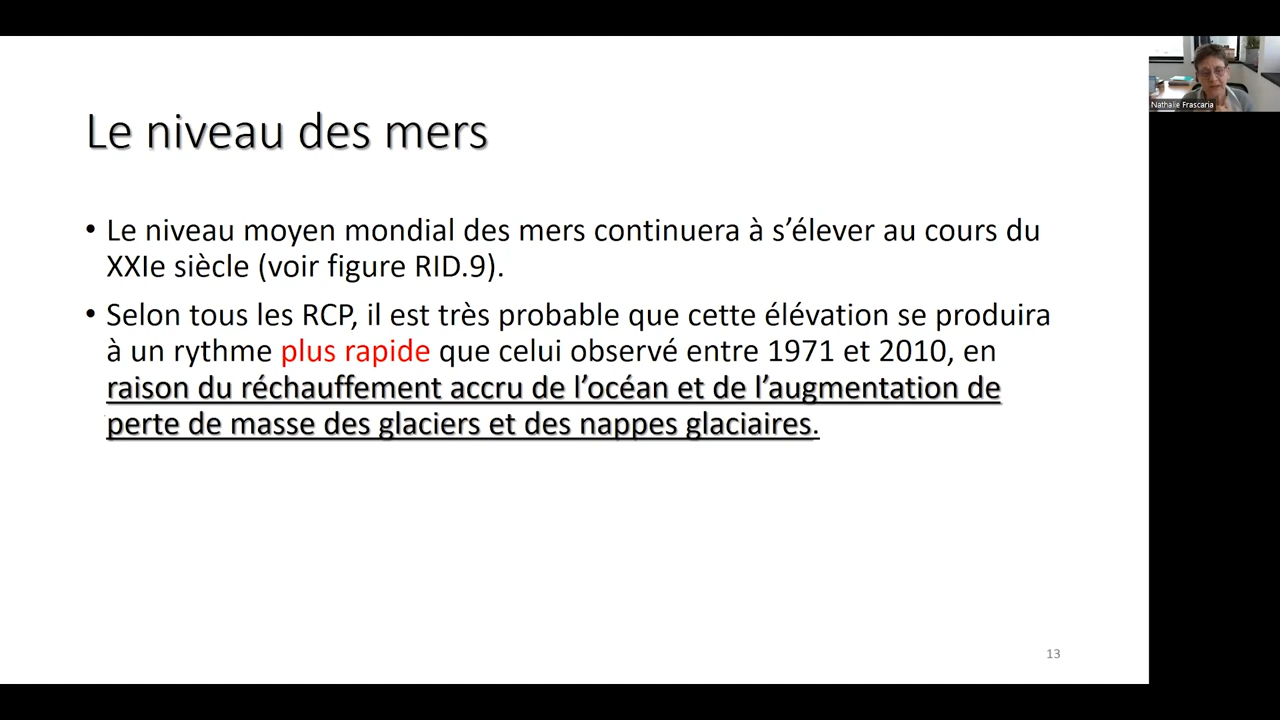 Nathalie Frascaria
Le niveau des mers
• Le niveau moyen mondial des mers continuera à s’élever au cours du
XXIe siècle (voir figure RID.9).
• Selon tous les RCP, il est très probable que cette élévation se produira
à un rythme plus rapide que celui observé entre 1971 et 2010, en
raison du réchauffement accru de l’océan et de l’augmentation de
perte de masse des glaciers et des nappes glaciaires.
13